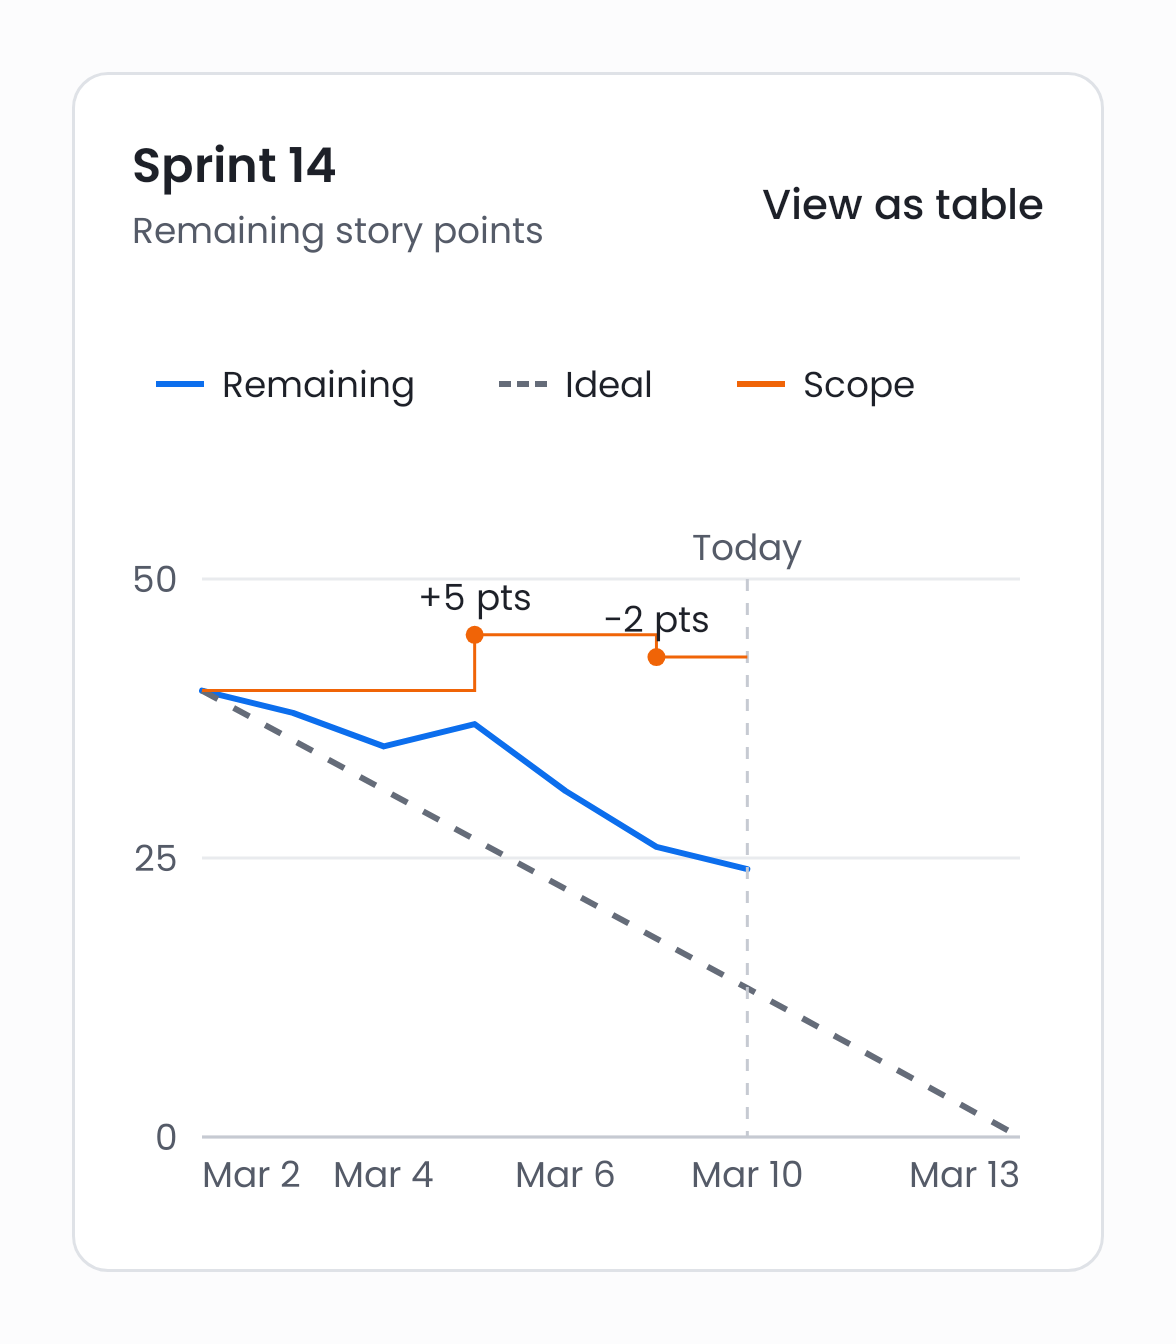 Sprint 14
Remaining story points
View as table
Remaining
Ideal
Scope
Today
50
+5 pts
-2 pts
25
0
Mar 2
Mar 4
Mar 6
Mar 10
Mar 13